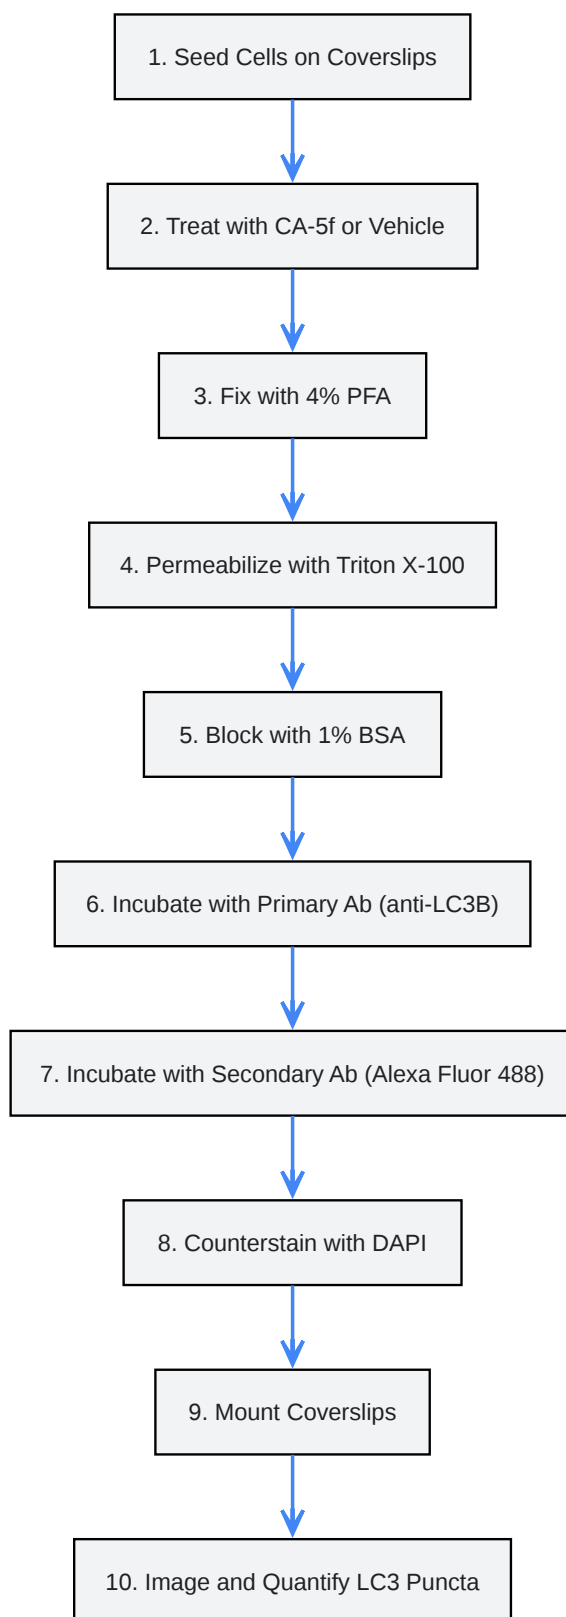 1. Seed Cells on Coverslips
2. Treat with CA-5f or Vehicle
3. Fix with 4% PFA
4. Permeabilize with Triton X-100
5. Block with 1% BSA
6. Incubate with Primary Ab (anti-LC3B)
7. Incubate with Secondary Ab (Alexa Fluor 488)
8. Counterstain with DAPI
9. Mount Coverslips
10. Image and Quantify LC3 Puncta